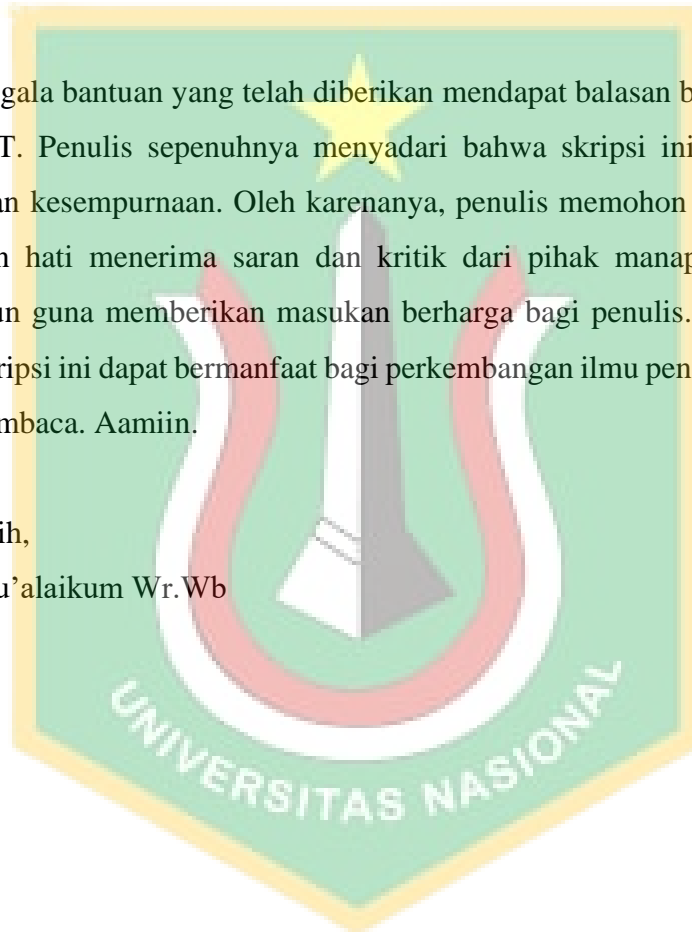 gala bantuan yang telah diberikan mendapat balasan b
T. Penulis sepenuhnya menyadari bahwa skripsi ini
an kesempurnaan. Oleh karenanya, penulis memohon
n hati menerima saran dan kritik dari pihak manap
un guna memberikan masukan berharga bagi penulis.
ripsi ini dapat bermanfaat bagi perkembangan ilmu pen
mbaca. Aamiin.
ih,
u’alaikum Wr.Wb
UNIVERSITAS NASIONAL